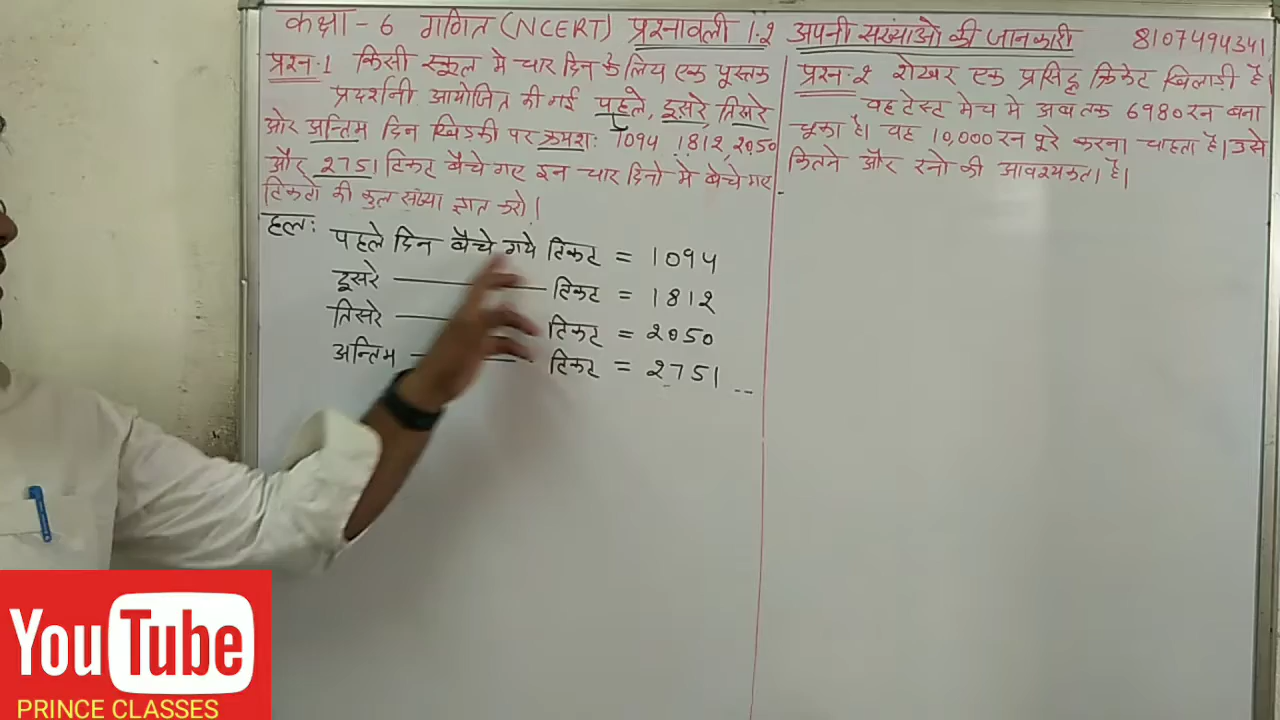 कक्षा - 6 गणित (NCERT) प्रश्नावली 1.2 अपनी संख्याओ की जानकारी 8107494341
प्रश्न:1 किसी स्कूल मे चार दिन के लिय एक पूस्तक
प्रदर्शनी आयोजित की गई पहले, दूसरे, तिसरे
और अन्तिम दिन खिड़की पर क्रमश: 1094 1812, 2050
और 2751 टिकट बैचे गए इन चार दिनो मे बेचे गए
टिकटो की कुल संख्या ज्ञात करो!
हल: पहले दिन बैचे गये टिकट = 1094
दूसरे ——— टिकट = 1812
तिसरे ——— टिकट = 2050
अन्तिम ——— टिकट = 2751
प्रश्न:2 शेखर एक प्रसिद्ध क्रिकेट खिलाड़ी है।
वह टेस्ट मेच मे अब तक 6980 रन बना
चूका है। वह 10,000 रन पूरे करना चाहता है। उसे
कितने और रनो की आवश्यकता है।
YouTube
PRINCE CLASSES